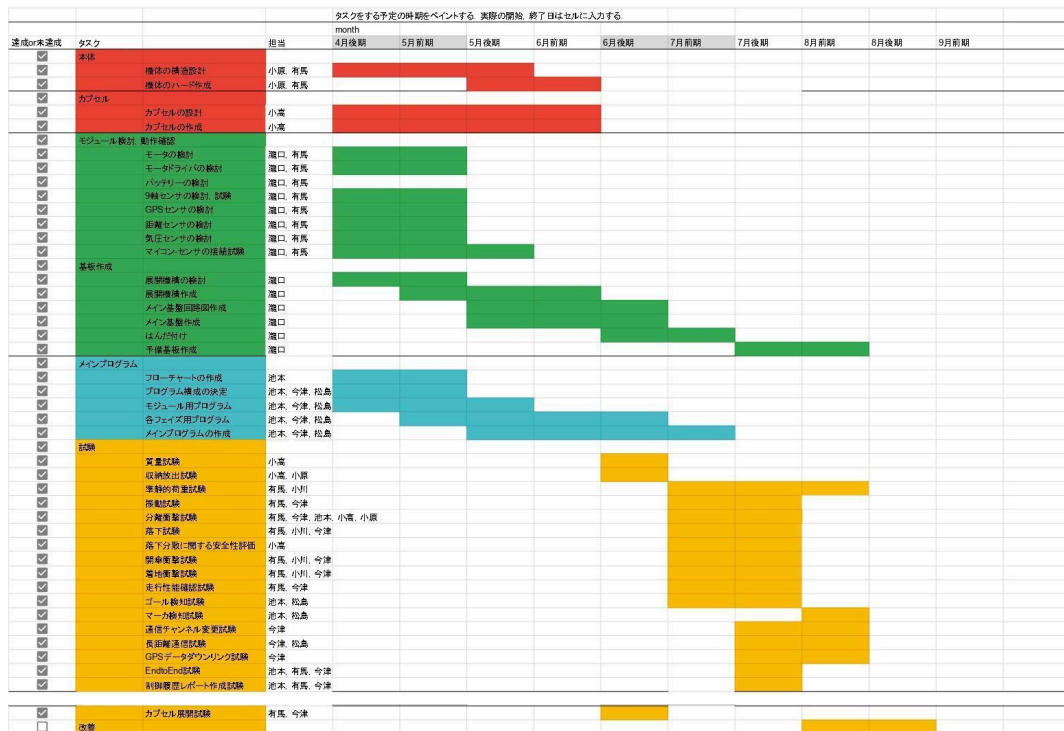 タスクをする予定の時期をペイントする. 実際の開始, 終了日はセルに入力する.
month
達成or未達成 タスク 担当 4月後期 5月前期 5月後期 6月前期 6月後期 7月前期 7月後期 8月前期 8月後期 9月前期
本体
機体の構造設計 小原, 有馬
機体のハード作成 小原, 有馬
カプセル
カプセルの設計 小高
カプセルの作成 小高
モジュール検討, 動作確認
モータの検討 瀧口, 有馬
モータドライバの検討 瀧口, 有馬
バッテリーの検討 瀧口, 有馬
9軸センサの検討, 試験 瀧口, 有馬
GPSセンサの検討 瀧口, 有馬
距離センサの検討 瀧口, 有馬
気圧センサの検討 瀧口, 有馬
マイコン-センサの接続試験 瀧口, 有馬
基板作成
展開機構の検討 瀧口
展開機構作成 瀧口
メイン基盤回路図作成 瀧口
メイン基盤作成 瀧口
はんだ付け 瀧口
予備基板作成 瀧口
メインプログラム
フローチャートの作成 池本
プログラム構成の決定 池本, 今津, 松島
モジュール用プログラム 池本, 今津, 松島
各フェイズ用プログラム 池本, 今津, 松島
メインプログラムの作成 池本, 今津, 松島
試験
質量試験 小高
収納放出試験 小高, 小原
準静的荷重試験 有馬, 小川
振動試験 有馬, 今津
分離衝撃試験 有馬, 今津, 池本, 小高, 小原
落下試験 有馬, 小川, 今津
落下分散に関する安全性評価 小高
開傘衝撃試験 有馬, 小川, 今津
着地衝撃試験 有馬, 小川, 今津
走行性能確認試験 有馬, 今津
ゴール検知試験 池本, 松島
マーカ検知試験 池本, 松島
通信チャンネル変更試験 今津
長距離通信試験 今津, 松島
GPSデータダウンリンク試験 今津
EndtoEnd試験 池本, 有馬, 今津
制御履歴レポート作成試験 池本, 有馬, 今津
カプセル展開試験 有馬, 今津
改善